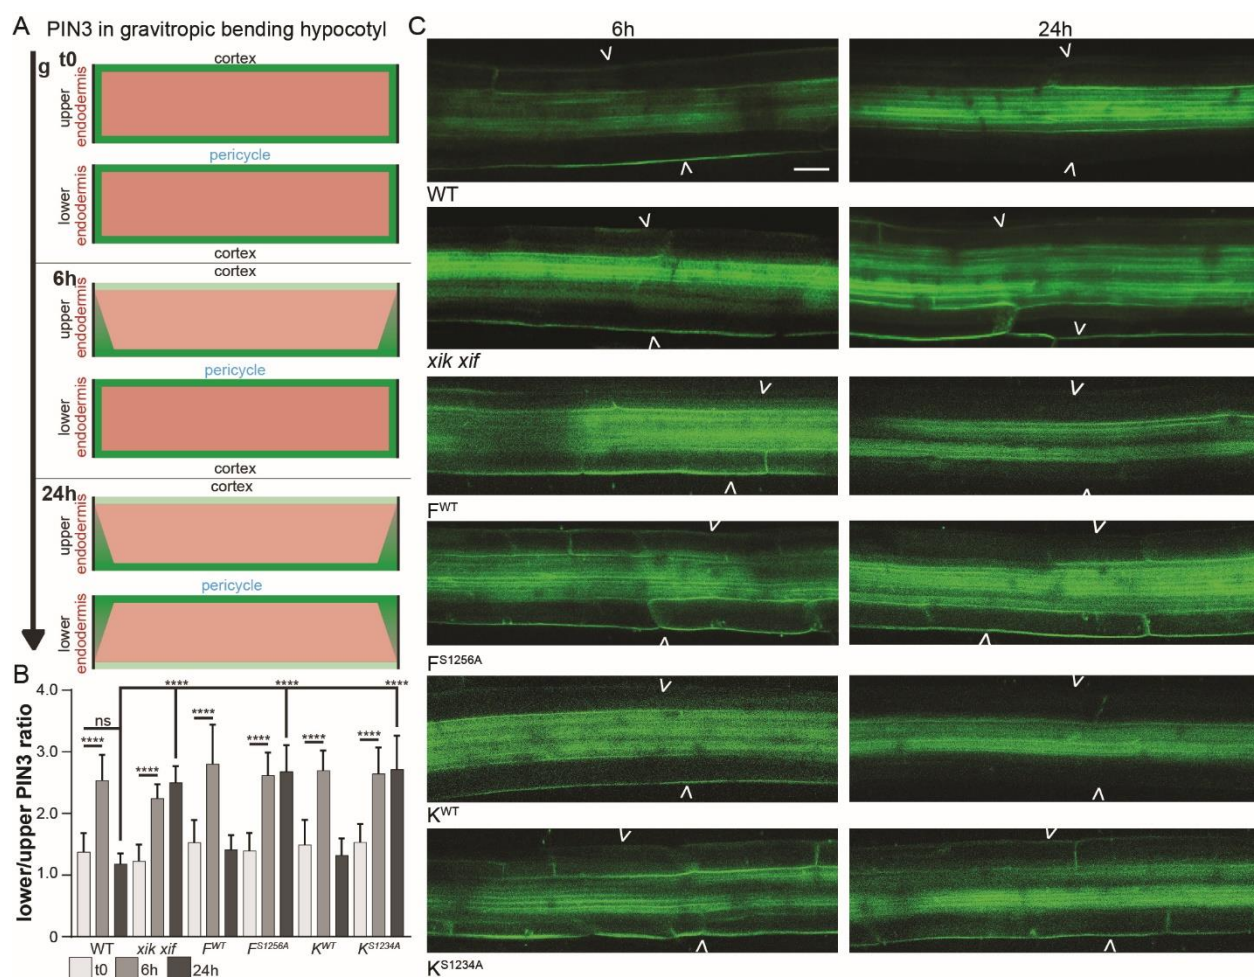 A PIN3 in gravitropic bending hypocotyl
g t0
cortex
upper
endodermis
pericycle
lower
endodermis
cortex
6h
cortex
upper
endodermis
pericycle
lower
endodermis
cortex
24h
cortex
upper
endodermis
pericycle
lower
endodermis
B
lower/upper PIN3 ratio
4.0
3.0
2.0
1.0
0
ns
****
****
****
****
****
****
****
****
****
WT xik xif F^WT F^S1256A K^WT K^S1234A
t0 6h 24h
C
6h 24h
WT
xik xif
F^WT
F^S1256A
K^WT
K^S1234A